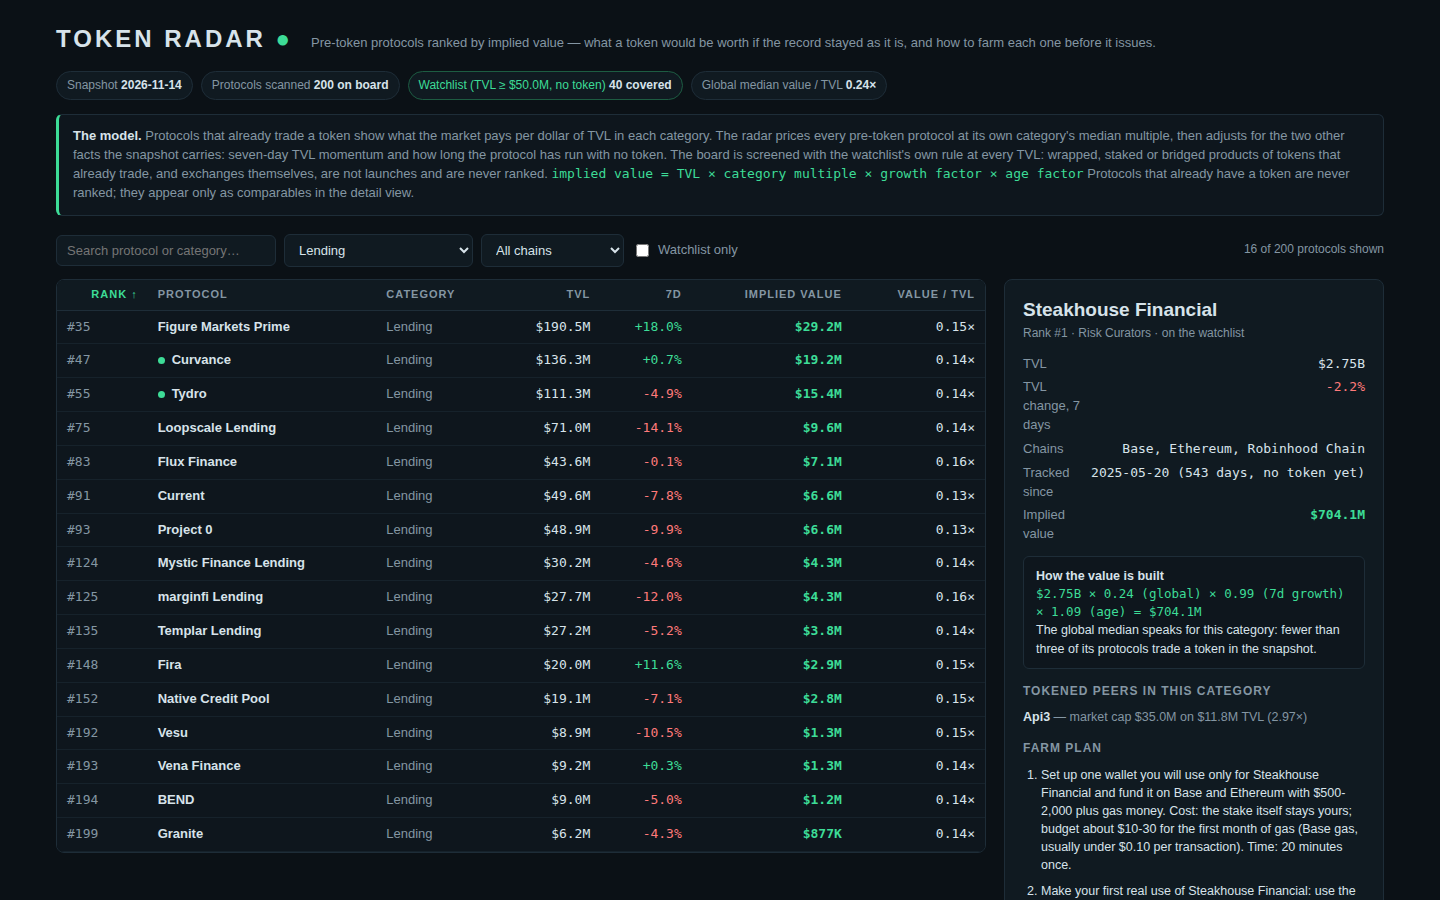 TOKEN RADAR
Pre-token protocols ranked by implied value — what a token would be worth if the record stayed as it is, and how to farm each one before it issues.
Snapshot 2026-11-14
Protocols scanned 200 on board
Watchlist (TVL ≥ $50.0M, no token) 40 covered
Global median value / TVL 0.24×
The model. Protocols that already trade a token show what the market pays per dollar of TVL in each category. The radar prices every pre-token protocol at its own category's median multiple, then adjusts for the two other
facts the snapshot carries: seven-day TVL momentum and how long the protocol has run with no token. The board is screened with the watchlist's own rule at every TVL: wrapped, staked or bridged products of tokens that
already trade, and exchanges themselves, are not launches and are never ranked. implied value = TVL × category multiple × growth factor × age factor Protocols that already have a token are never
ranked; they appear only as comparables in the detail view.
Search protocol or category…
Lending
All chains
Watchlist only
16 of 200 protocols shown
RANK ↑ PROTOCOL CATEGORY TVL 7D IMPLIED VALUE VALUE / TVL
#35 Figure Markets Prime Lending $190.5M +18.0% $29.2M 0.15×
#47 Curvance Lending $136.3M +0.7% $19.2M 0.14×
#55 Tydro Lending $111.3M -4.9% $15.4M 0.14×
#75 Loopscale Lending Lending $71.0M -14.1% $9.6M 0.14×
#83 Flux Finance Lending $43.6M -0.1% $7.1M 0.16×
#91 Current Lending $49.6M -7.8% $6.6M 0.13×
#93 Project 0 Lending $48.9M -9.9% $6.6M 0.13×
#124 Mystic Finance Lending Lending $30.2M -4.6% $4.3M 0.14×
#125 marginfi Lending Lending $27.7M -12.0% $4.3M 0.16×
#135 Templar Lending Lending $27.2M -5.2% $3.8M 0.14×
#148 Fira Lending $20.0M +11.6% $2.9M 0.15×
#152 Native Credit Pool Lending $19.1M -7.1% $2.8M 0.15×
#192 Vesu Lending $8.9M -10.5% $1.3M 0.15×
#193 Vena Finance Lending $9.2M +0.3% $1.3M 0.14×
#194 BEND Lending $9.0M -5.0% $1.2M 0.14×
#199 Granite Lending $6.2M -4.3% $877K 0.14×
Steakhouse Financial
Rank #1 · Risk Curators · on the watchlist
TVL $2.75B
TVL -2.2%
change, 7
days
Chains Base, Ethereum, Robinhood Chain
Tracked 2025-05-20 (543 days, no token yet)
since
Implied $704.1M
value
How the value is built
$2.75B × 0.24 (global) × 0.99 (7d growth)
× 1.09 (age) = $704.1M
The global median speaks for this category: fewer than
three of its protocols trade a token in the snapshot.
TOKENED PEERS IN THIS CATEGORY
Api3 — market cap $35.0M on $11.8M TVL (2.97×)
FARM PLAN
1. Set up one wallet you will use only for Steakhouse
Financial and fund it on Base and Ethereum with $500-
2,000 plus gas money. Cost: the stake itself stays yours;
budget about $10-30 for the first month of gas (Base gas,
usually under $0.10 per transaction). Time: 20 minutes
once.
2. Make your first real use of Steakhouse Financial: use the